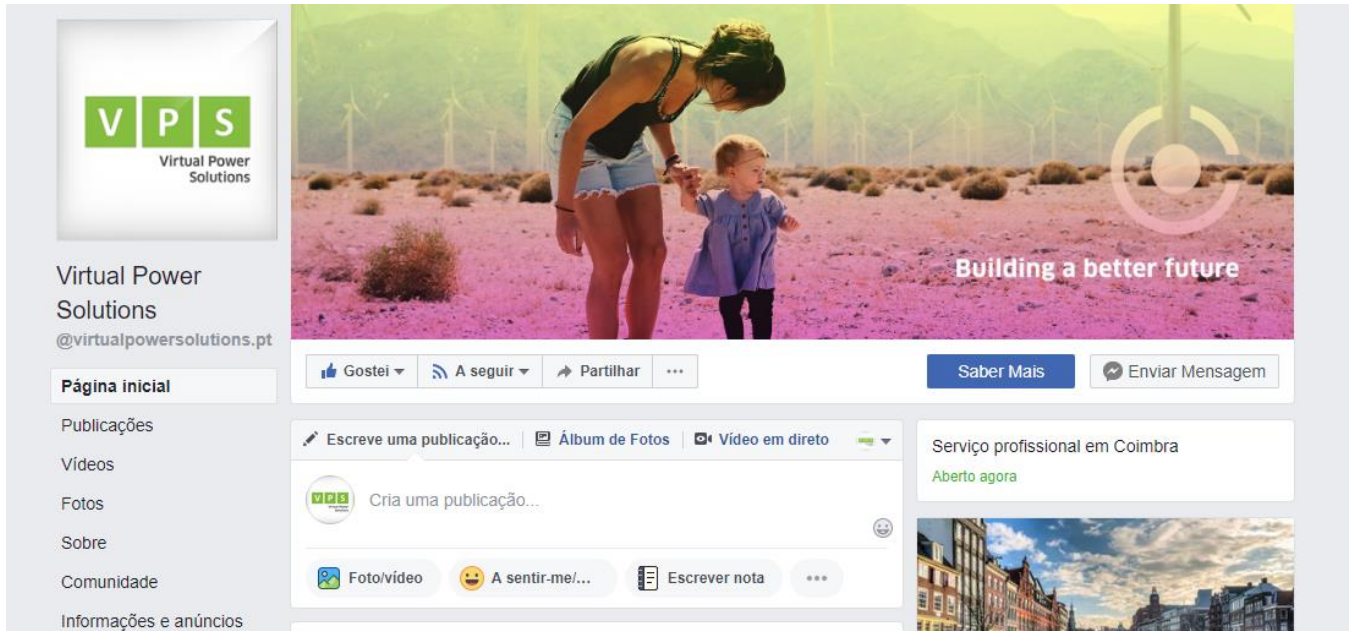 V P S
Virtual Power
Solutions
Virtual Power
Solutions
@virtualpowersolutions.pt
Página inicial
Publicações
Vídeos
Fotos
Sobre
Comunidade
Informações e anúncios
Building a better future
Gostei
A seguir
Partilhar
Saber Mais
Enviar Mensagem
Escreve uma publicação...
Álbum de Fotos
Vídeo em direto
VPS
Cria uma publicação...
Foto/vídeo
A sentir-me/...
Escrever nota
Serviço profissional em Coimbra
Aberto agora